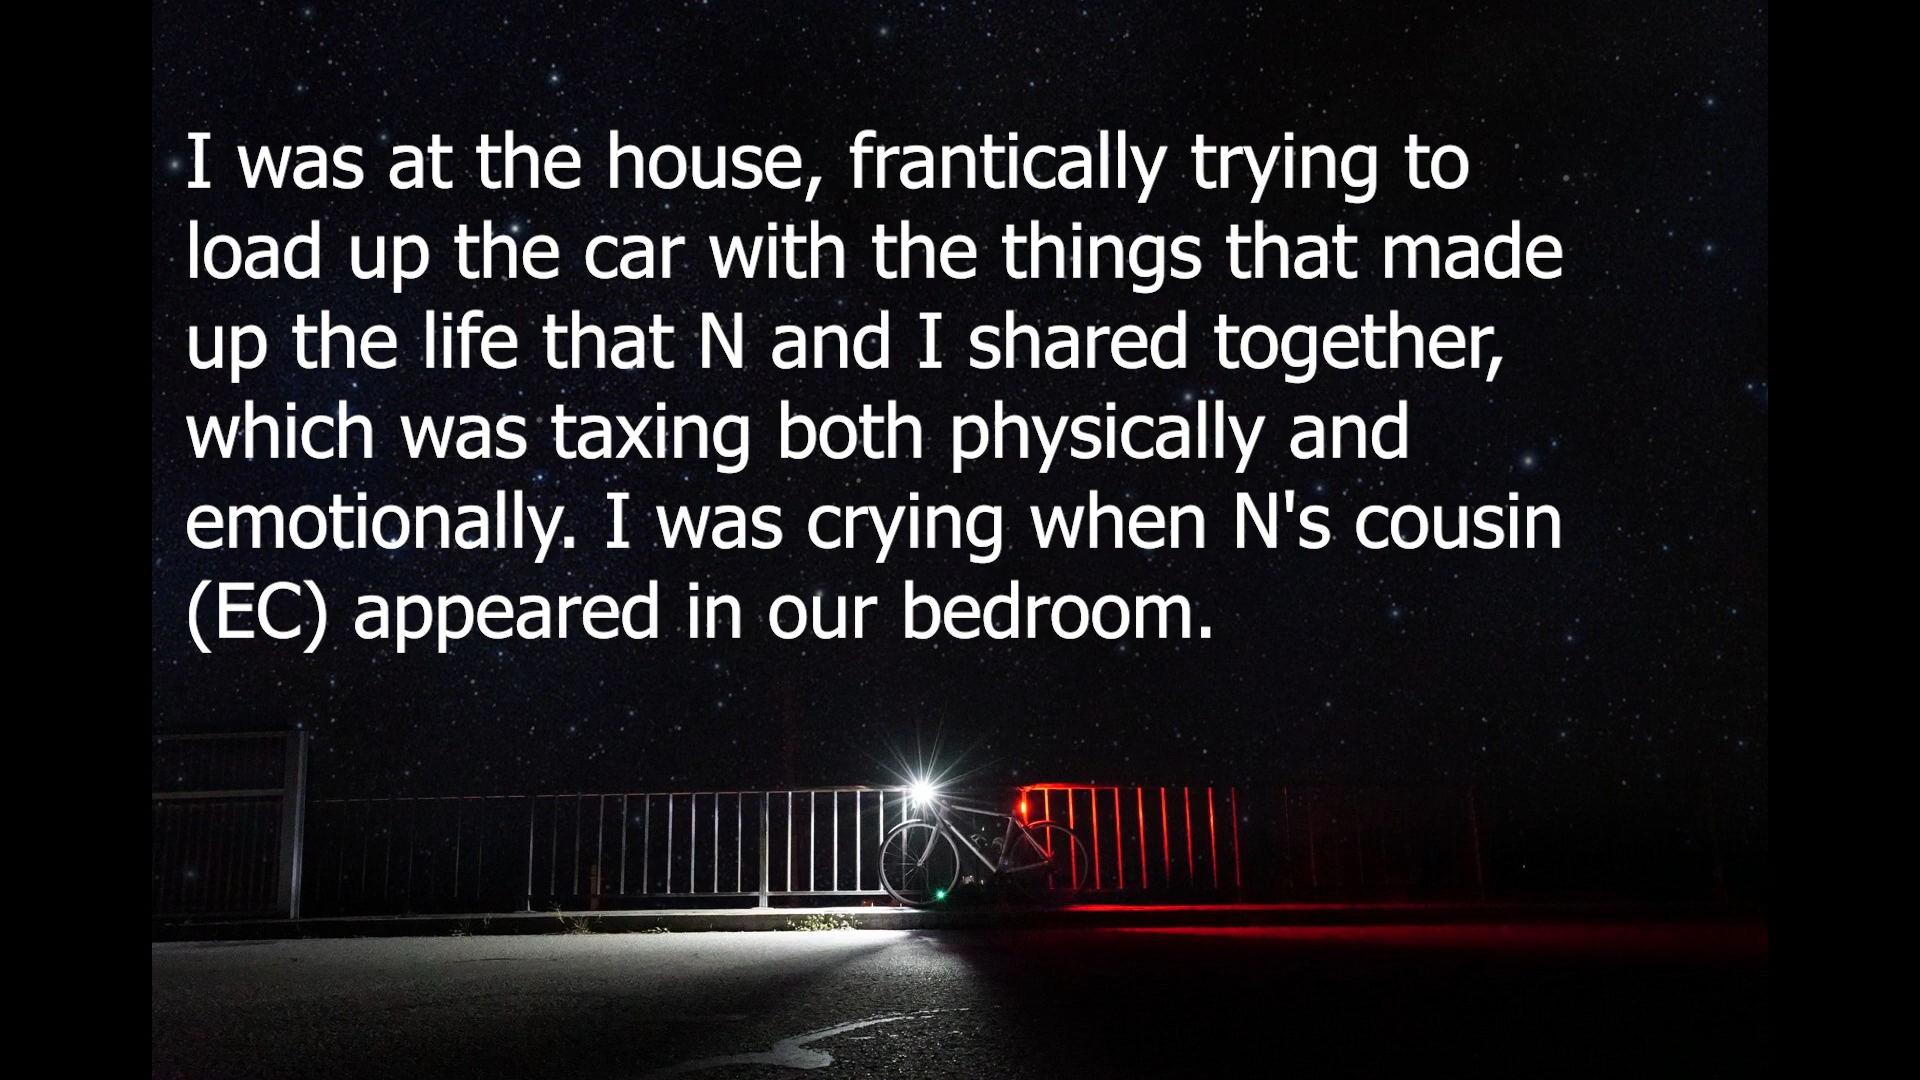 I was at the house, frantically trying to
load up the car with the things that made
up the life that N and I shared together,
which was taxing both physically and
emotionally. I was crying when N's cousin
(EC) appeared in our bedroom.